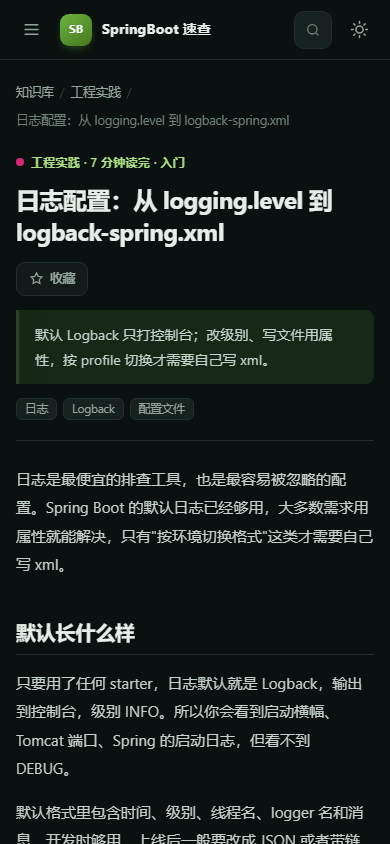 SB SpringBoot 速查
知识库 / 工程实践 /
日志配置：从 logging.level 到 logback-spring.xml
工程实践 · 7 分钟读完 · 入门
日志配置：从 logging.level 到
logback-spring.xml
收藏
默认 Logback 只打控制台；改级别、写文件用属
性，按 profile 切换才需要自己写 xml。
日志 Logback 配置文件
日志是最便宜的排查工具，也是最容易被忽略的配
置。Spring Boot 的默认日志已经够用，大多数需求用
属性就能解决，只有"按环境切换格式"这类才需要自己
写 xml。
默认长什么样
只要用了任何 starter，日志默认就是 Logback，输出
到控制台，级别 INFO。所以你会看到启动横幅、
Tomcat 端口、Spring 的启动日志，但看不到
DEBUG。
默认格式里包含时间、级别、线程名、logger 名和消
息，开发时够用，上线后一般要改成 JSON 或者带链